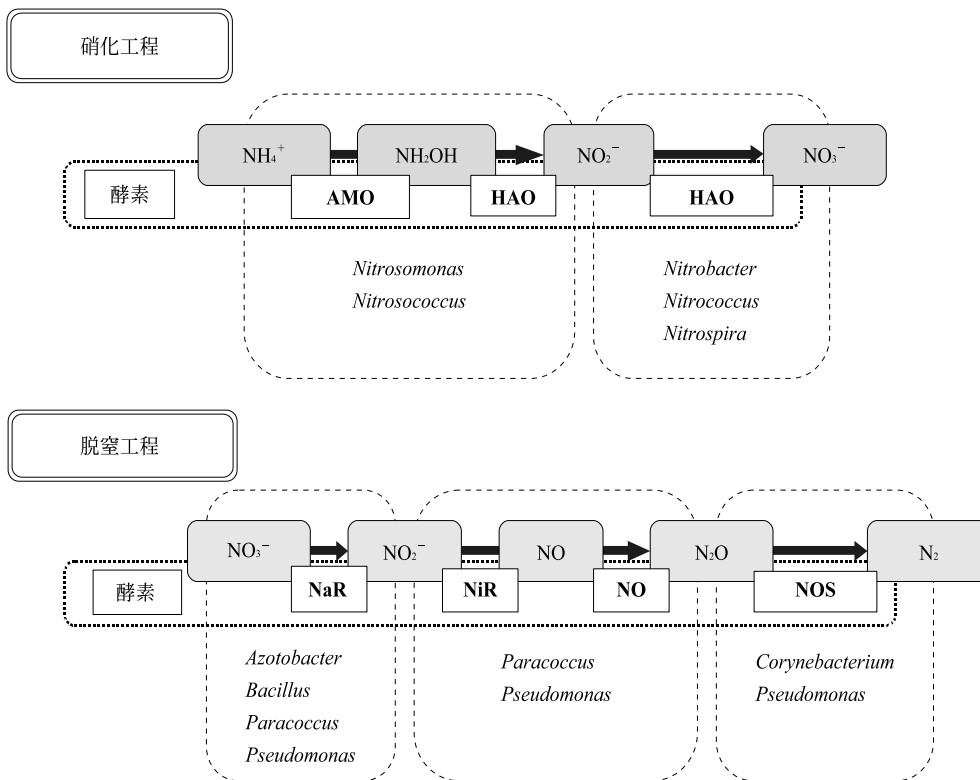 硝化工程
NH₄⁺
NH₂OH
NO₂⁻
NO₃⁻
酵素
AMO
HAO
HAO
Nitrosomonas
Nitrosococcus
Nitrobacter
Nitrococcus
Nitrospira
脱窒工程
NO₃⁻
NO₂⁻
NO
N₂O
N₂
酵素
NaR
NiR
NO
NOS
Azotobacter
Bacillus
Paracoccus
Pseudomonas
Paracoccus
Pseudomonas
Corynebacterium
Pseudomonas